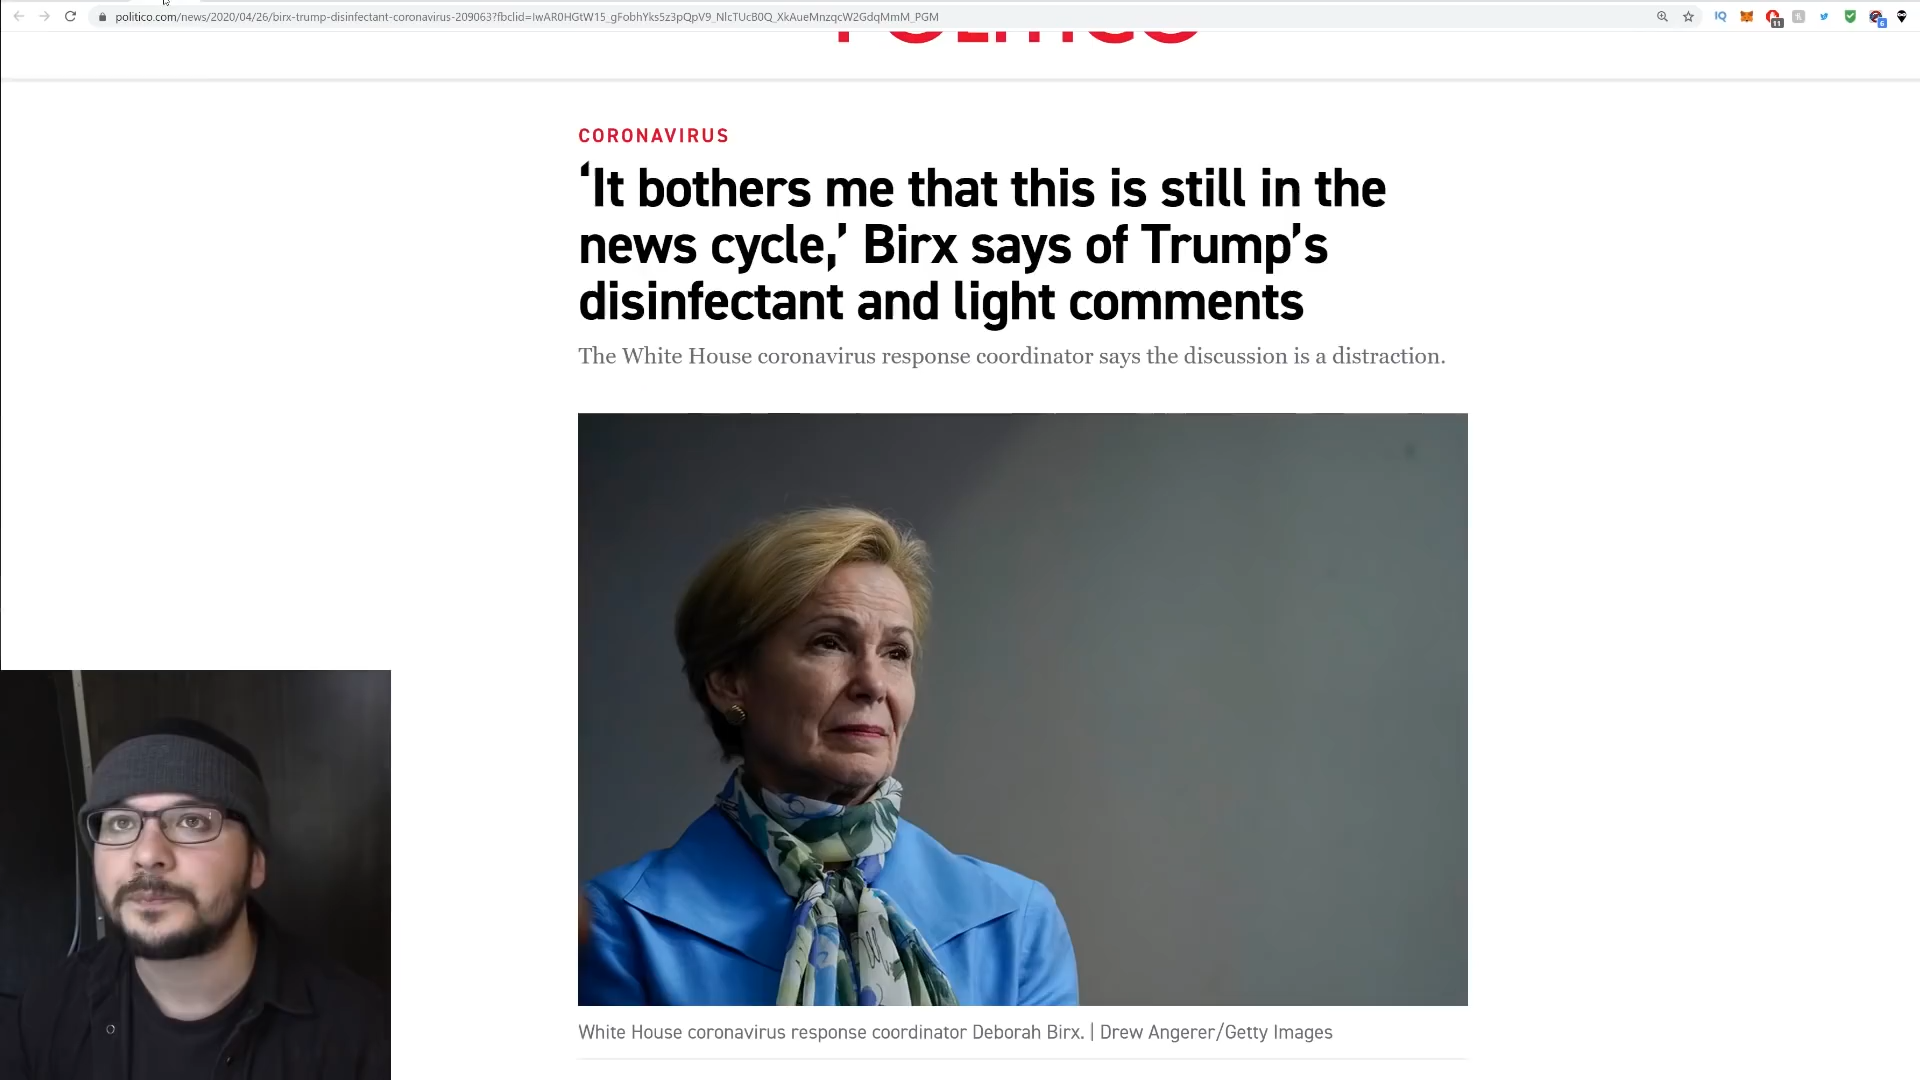 politico.com/news/2020/04/26/birx-trump-disinfectant-coronavirus-209063?fbclid=IwAR0HGtW15_gFobhYks5z3pQpV9_NlcTUcB0Q_XkAueMnzqcW2GdqMmM_PGM
POLITICO
CORONAVIRUS
‘It bothers me that this is still in the
news cycle,’ Birx says of Trump’s
disinfectant and light comments
The White House coronavirus response coordinator says the discussion is a distraction.
White House coronavirus response coordinator Deborah Birx. | Drew Angerer/Getty Images